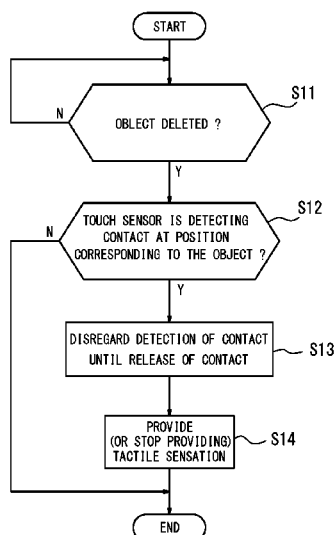 START
S11
N
OBJECT DELETED ?
Y
S12
N
TOUCH SENSOR IS DETECTING
CONTACT AT POSITION
CORRESPONDING TO THE OBJECT ?
Y
DISREGARD DETECTION OF CONTACT
UNTIL RELEASE OF CONTACT
S13
PROVIDE
(OR STOP PROVIDING)
TACTILE SENSATION
S14
END